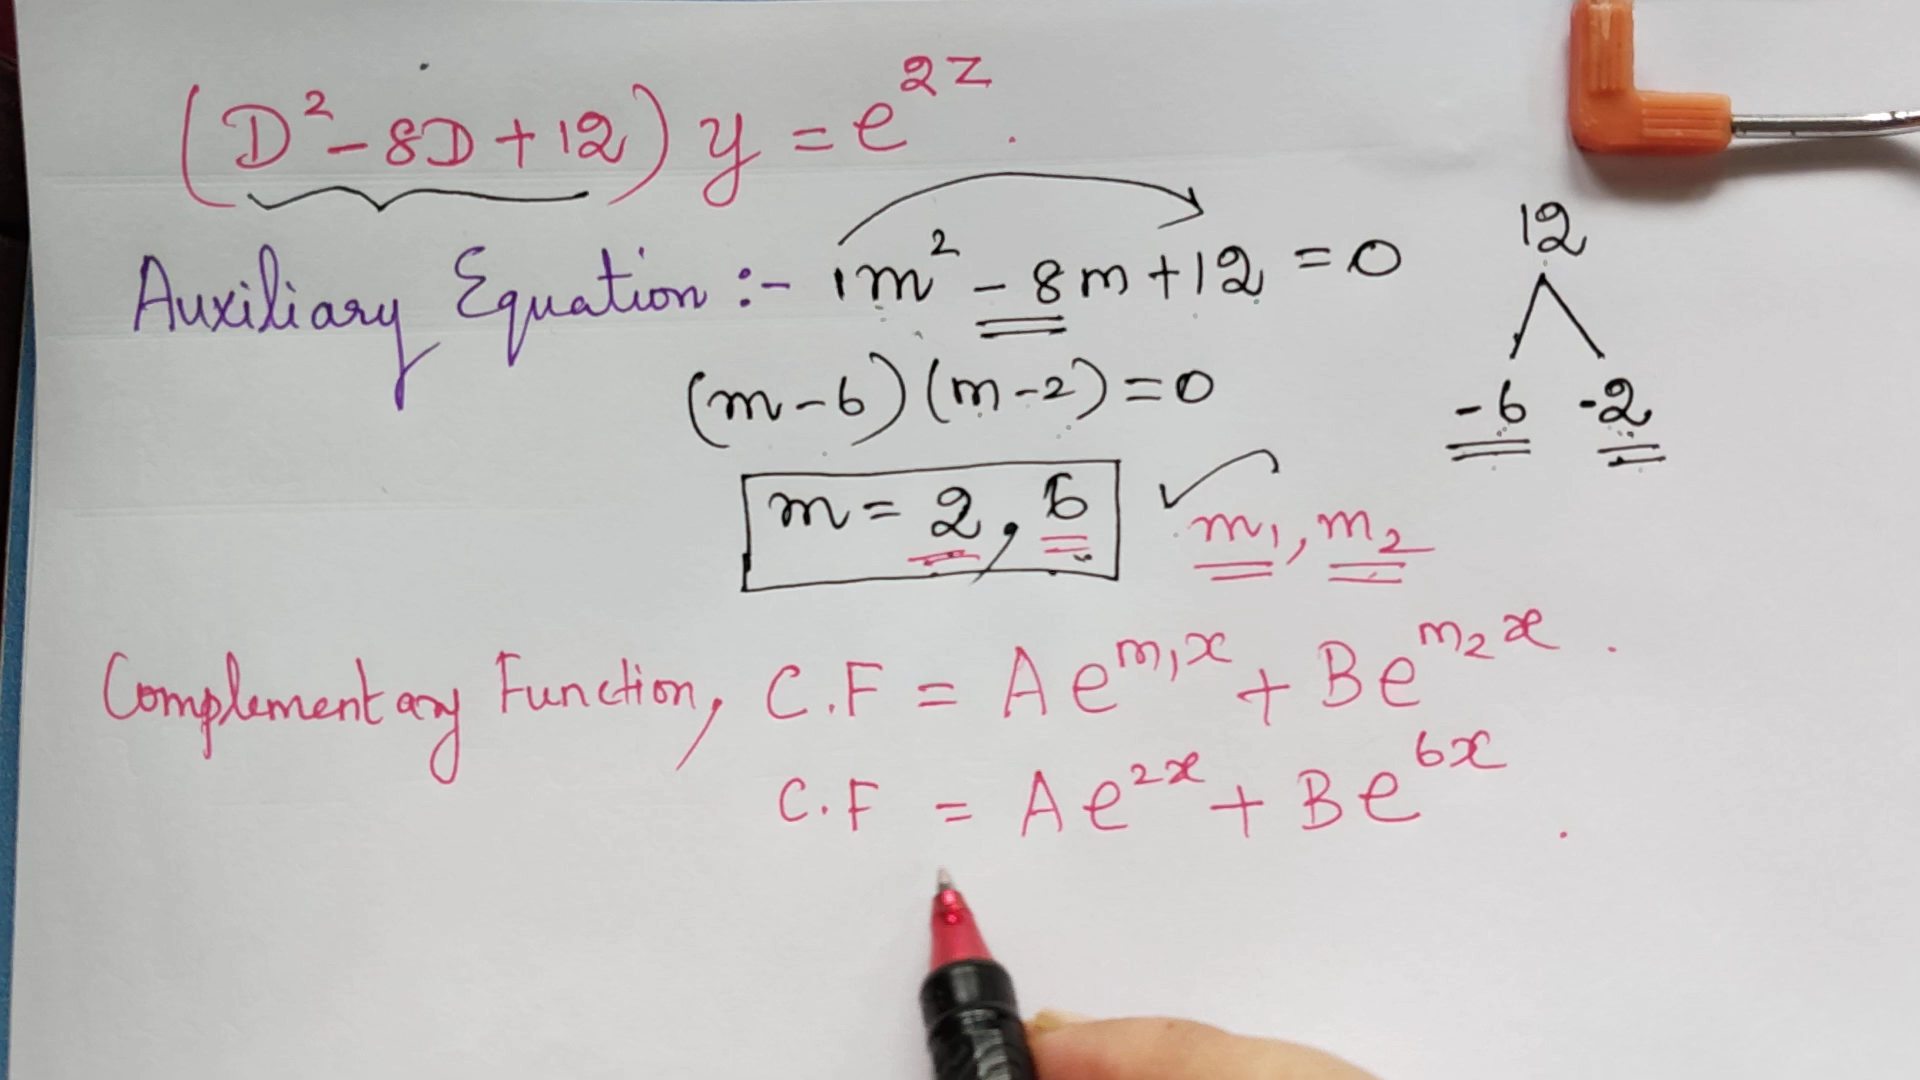 (D² - 8D + 12) y = e^{2z}.
Auxiliary Equation :- 1m² - 8m + 12 = 0
12
(m - 6) (m - 2) = 0
-6 -2
m = 2, 6
m₁, m₂
Complementary Function, C.F = Ae^{m₁x} + Be^{m₂x}.
C.F = Ae^{2x} + Be^{6x}.